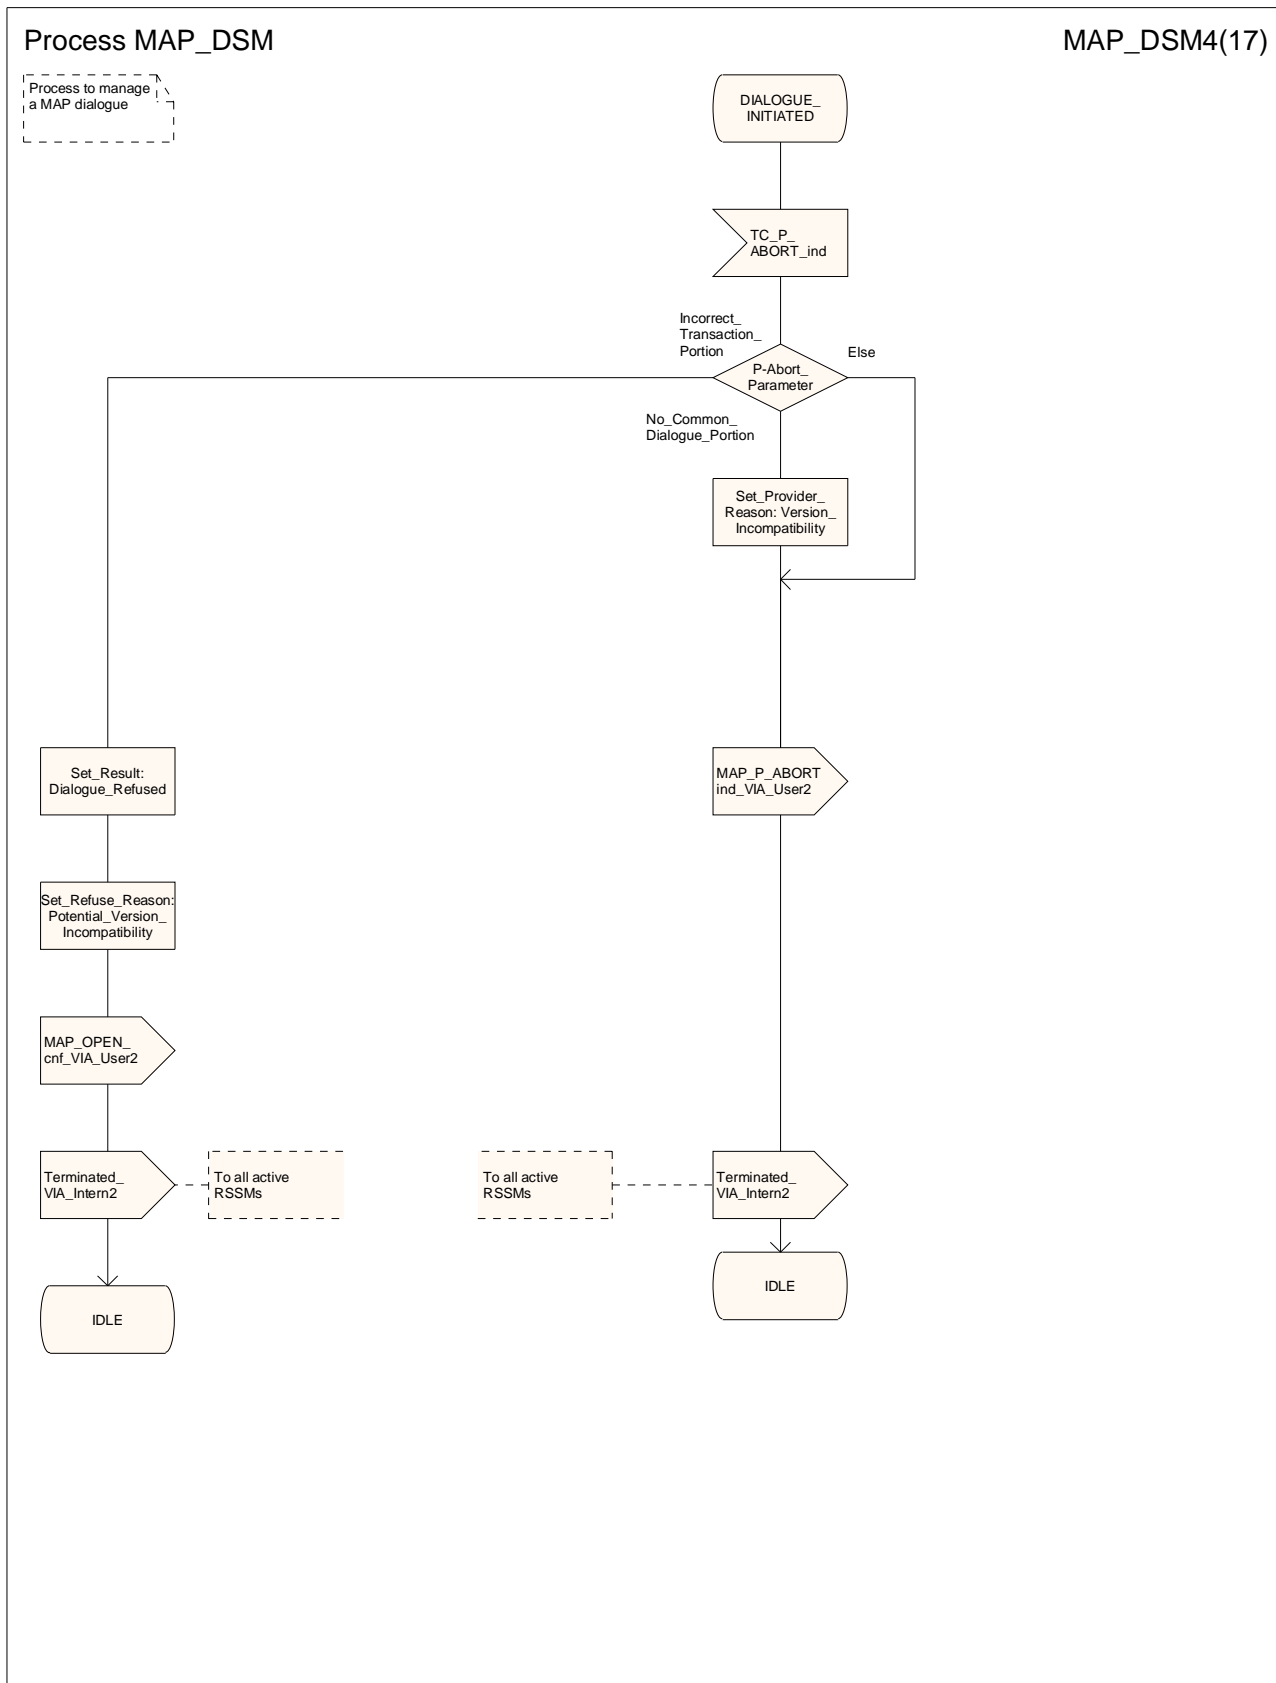 Process MAP_DSM
MAP_DSM4(17)
Process to manage
a MAP dialogue
DIALOGUE_
INITIATED
TC_P_
ABORT_ind
Incorrect_
Transaction_
Portion
Else
P-Abort_
Parameter
No_Common_
Dialogue_Portion
Set_Provider_
Reason: Version_
Incompatibility
Set_Result:
Dialogue_Refused
MAP_P_ABORT
ind_VIA_User2
Set_Refuse_Reason:
Potential_Version_
Incompatibility
MAP_OPEN_
cnf_VIA_User2
Terminated_
VIA_Intern2
To all active
RSSMs
To all active
RSSMs
Terminated_
VIA_Intern2
IDLE
IDLE